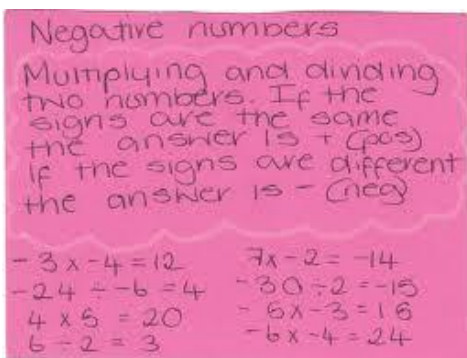 Negative numbers
Multiplying and dividing
two numbers. If the
signs are the same
the answer is + (pos)
If the signs are different
the answer is - (neg)
-3 x -4 = 12
-24 ÷ -6 = 4
4 x 5 = 20
6 ÷ 2 = 3
7 x -2 = -14
-30 ÷ 2 = -15
-5 x -3 = 15
-6 x -4 = 24